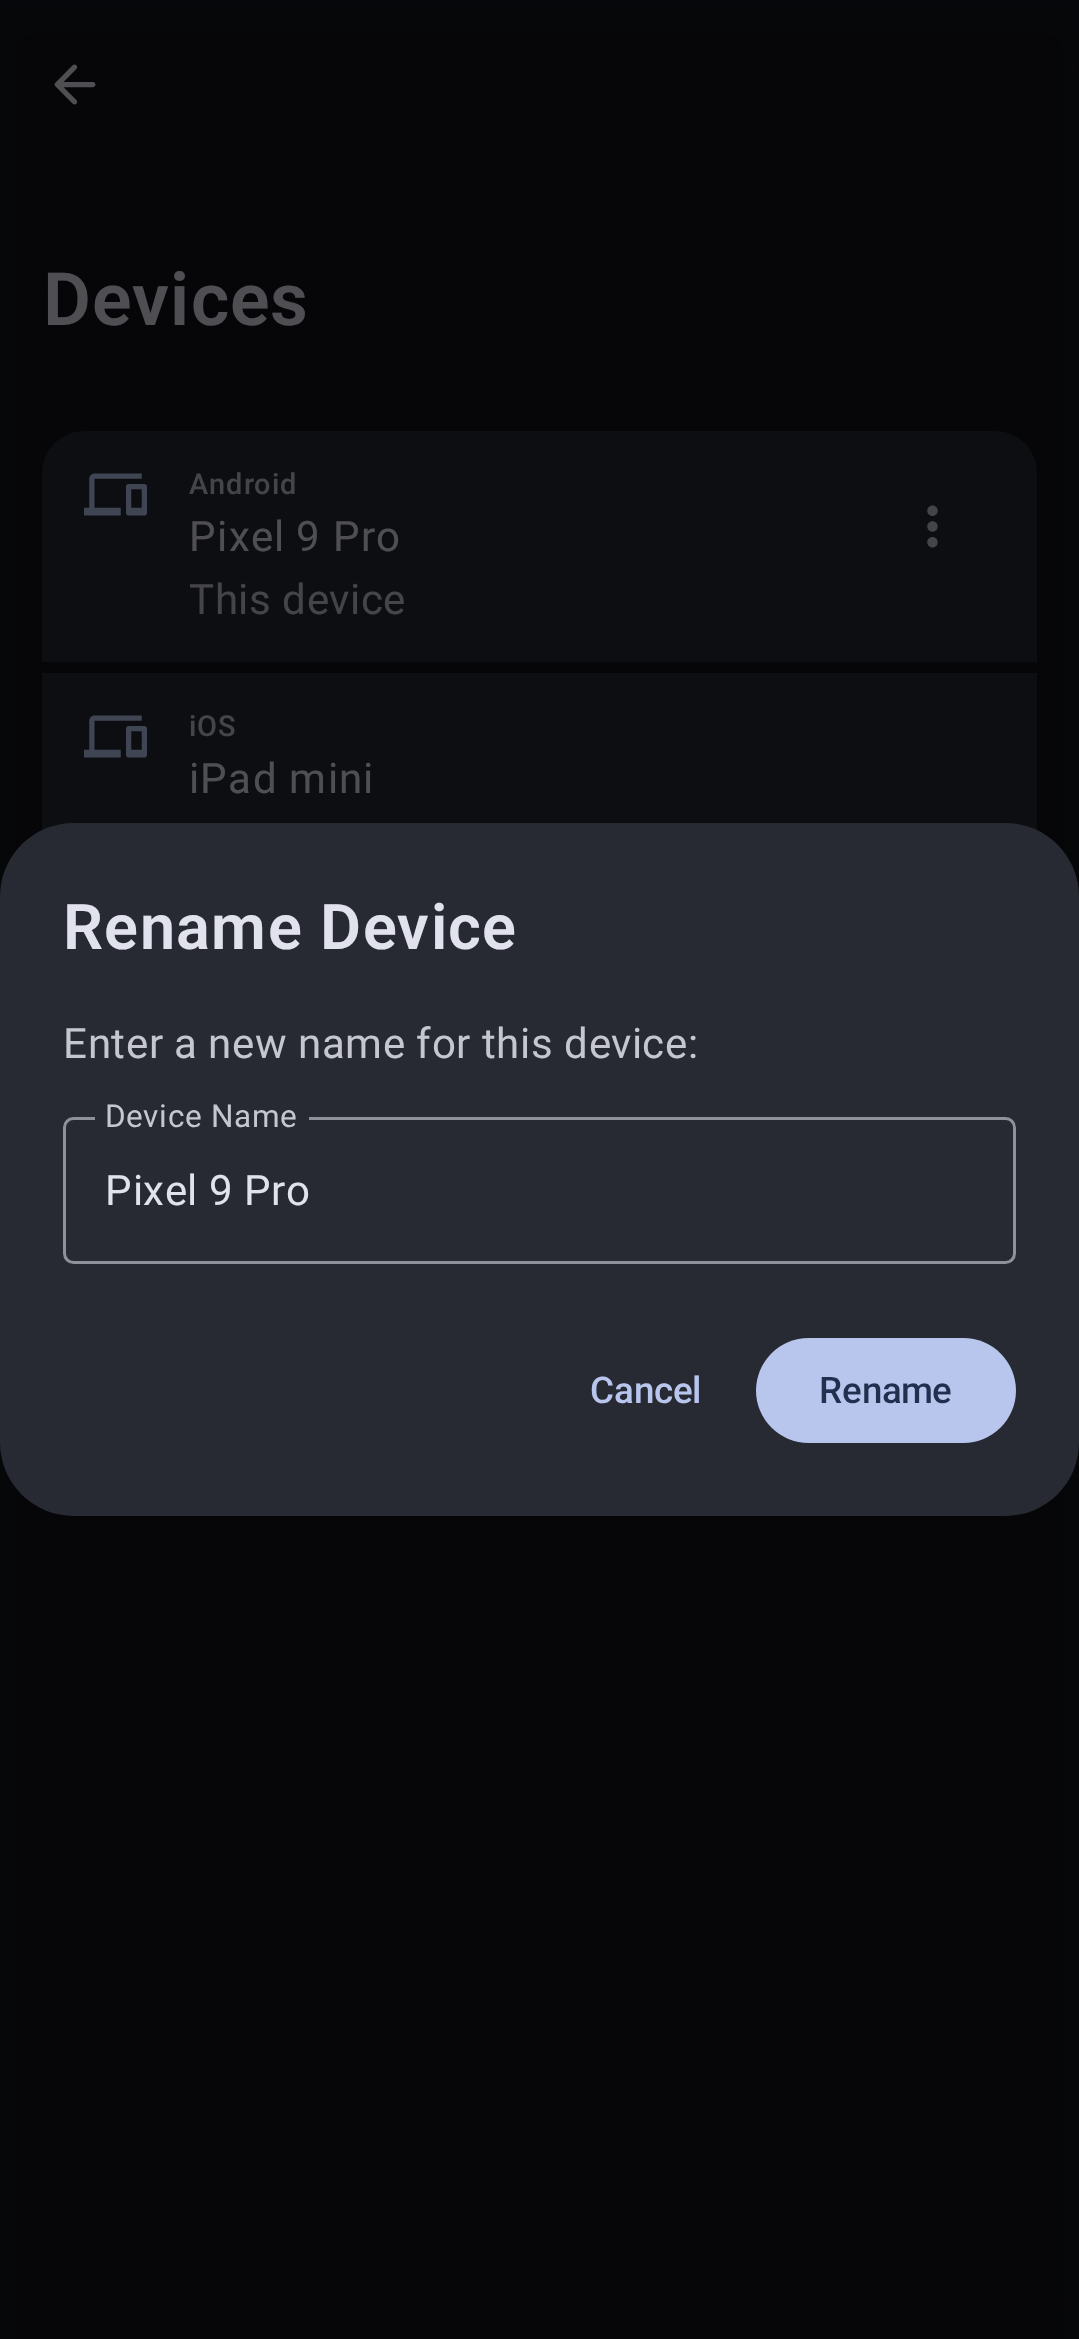 Devices
Android
Pixel 9 Pro
This device
iOS
iPad mini
Rename Device
Enter a new name for this device:
Device Name
Pixel 9 Pro
Cancel
Rename